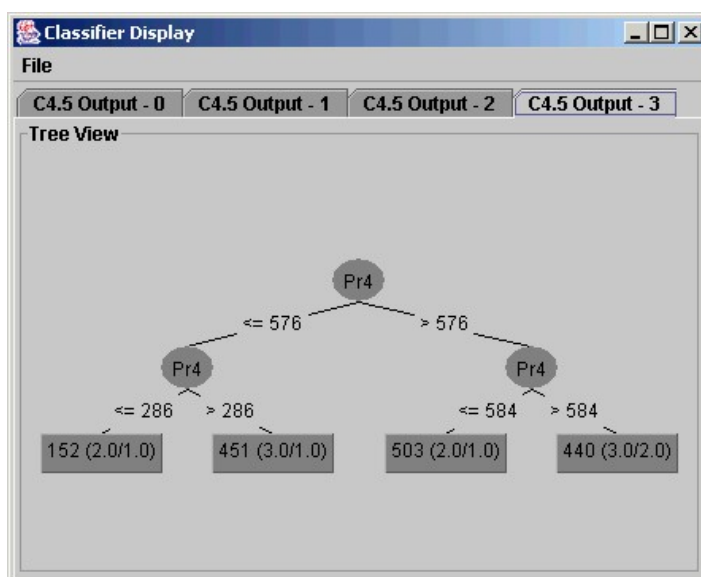 Classifier Display
File
C4.5 Output - 0 C4.5 Output - 1 C4.5 Output - 2 C4.5 Output - 3
Tree View
Pr4
<= 576 > 576
Pr4 Pr4
<= 286 > 286 <= 584 > 584
152 (2.0/1.0) 451 (3.0/1.0) 503 (2.0/1.0) 440 (3.0/2.0)